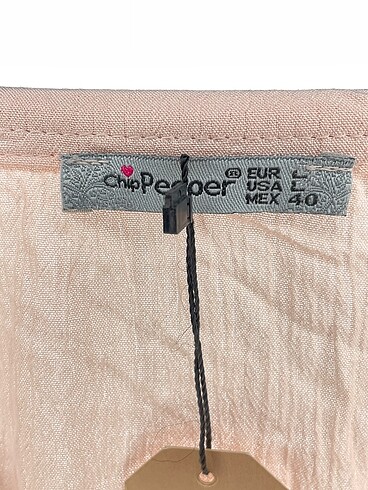 Chip Pepper ® EUR L
USA L
MEX 40